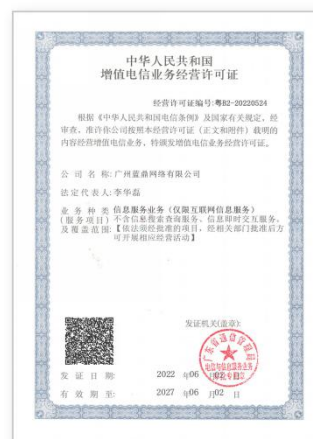 中华人民共和国
增值电信业务经营许可证
经营许可证编号:粤B2-20220524
根据《中华人民共和国电信条例》及国家有关规定，经
审查，准许你公司按照本经营许可证（正文和附件）载明的
内容经营增值电信业务，特颁发增值电信业务经营许可证。
公 司 名 称:广州蓝鼎网络有限公司
法定代表人:李华磊
业 务 种 类 信息服务业务（仅限互联网信息服务）
(服务项目) 不含信息搜索查询服务、信息即时交互服务。
及覆盖范围:【依法须经批准的项目，经相关部门批准后方
可开展相应经营活动】
发证机关(盖章):
广东省通信管理局
发 证 日 期: 2022 年06 月02 日
有 效 期 至: 2027 年06 月02 日